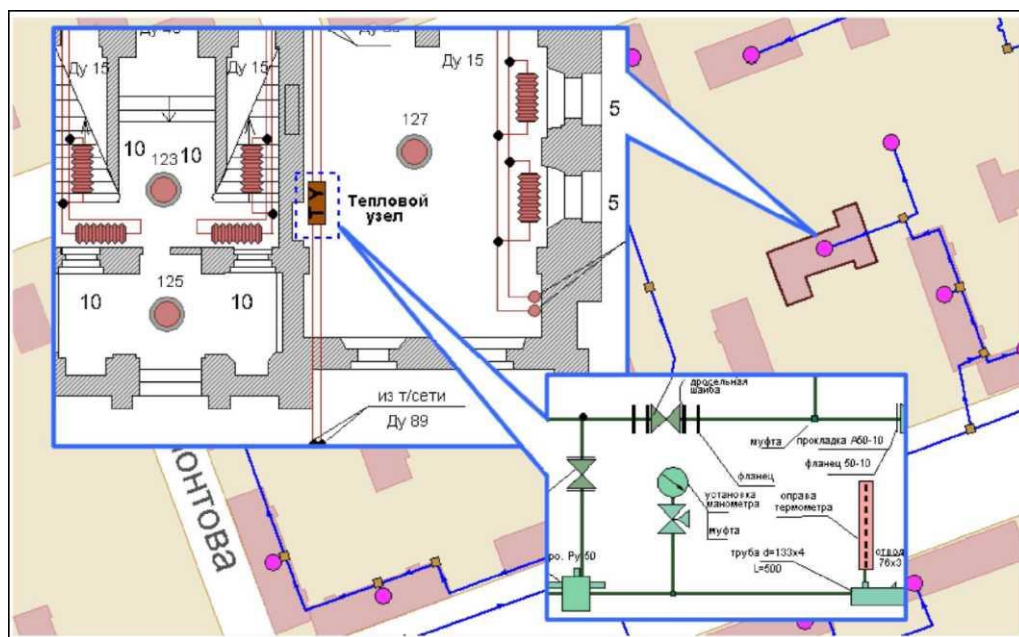 Ду 15
Ду 15
Ду 15
10
123
10
127
5
Тепловой
узел
ТУ
5
10
125
10
из т/сети
Ду 89
онтова
дросельная
шайба
муфта
прокладка А50-10
фланец
фланец 50-10
установка
манометра
муфта
оправа
термометра
ро. Ру 50
труба d=133х4
L=500
отвод
76х3